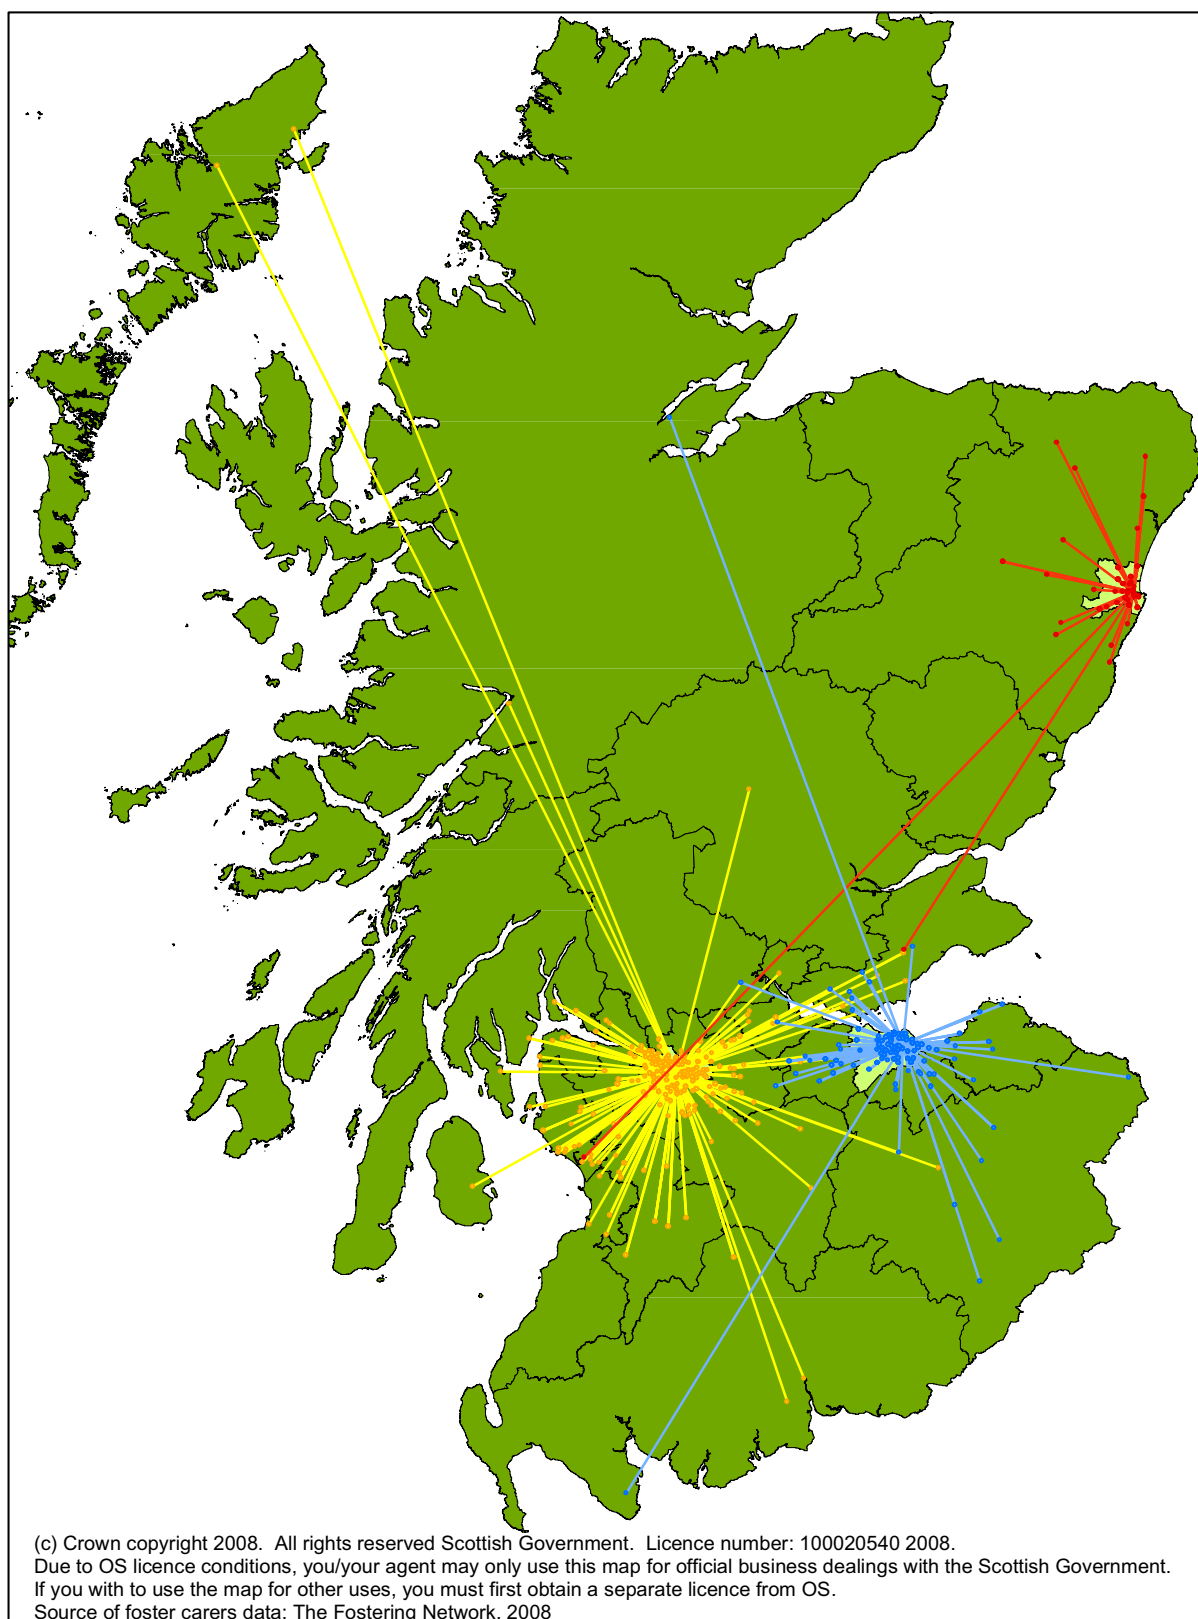 (c) Crown copyright 2008. All rights reserved Scottish Government. Licence number: 100020540 2008.
Due to OS licence conditions, you/your agent may only use this map for official business dealings with the Scottish Government.
If you with to use the map for other uses, you must first obtain a separate licence from OS.
Source of foster carers data: The Fostering Network, 2008